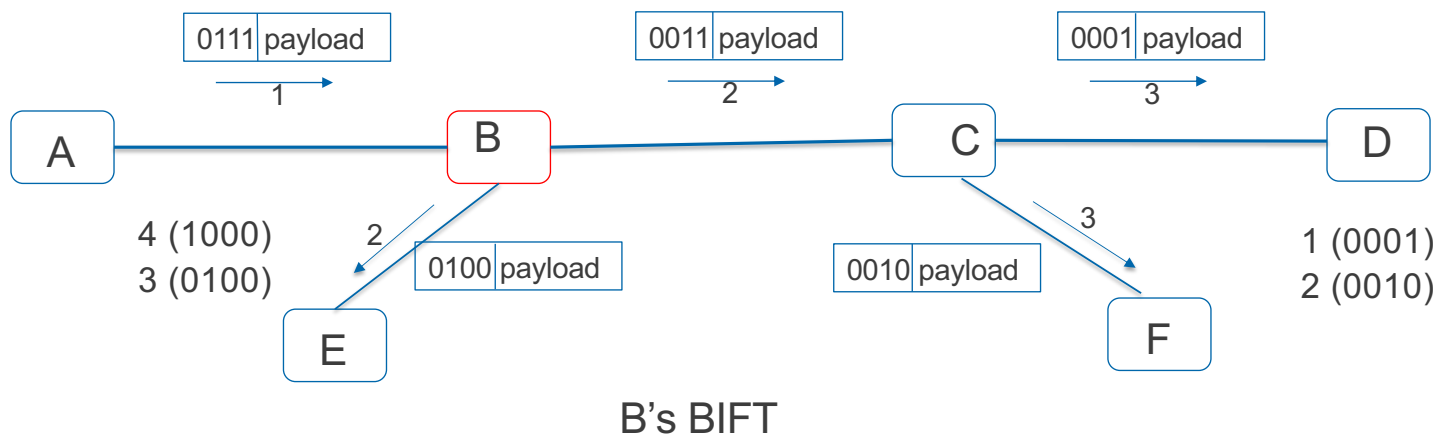 0111 payload
0011 payload
0001 payload
1
2
3
A
B
C
D
4 (1000)
3 (0100)
2
0100 payload
0010 payload
3
1 (0001)
2 (0010)
E
F
B's BIFT